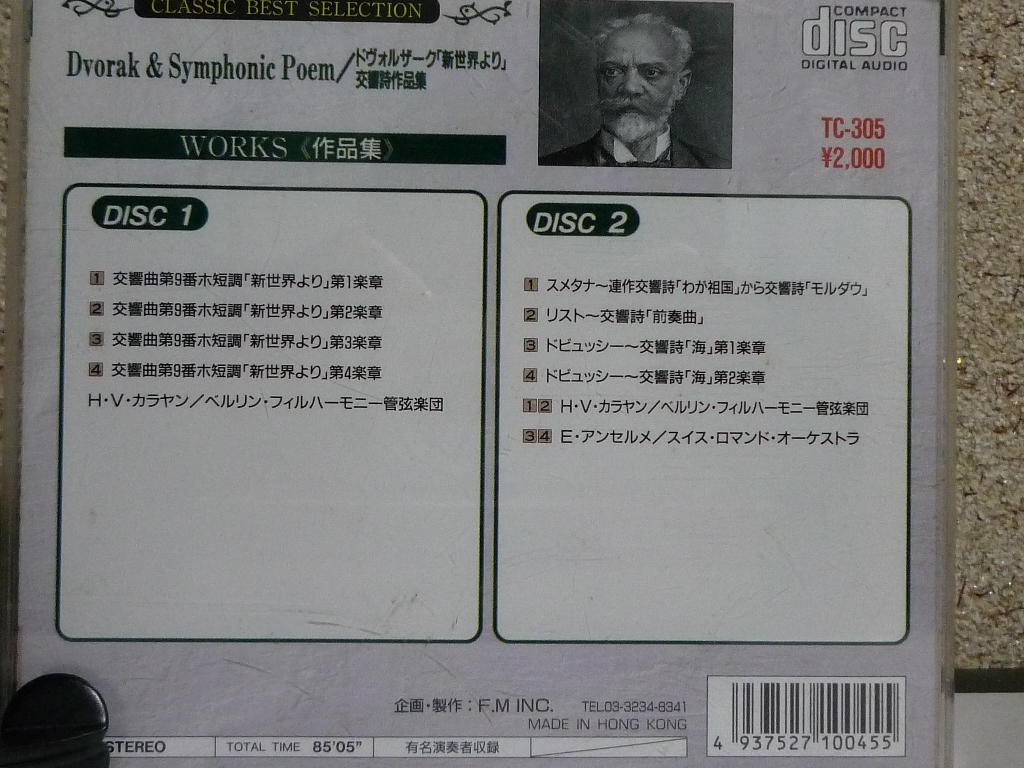 CLASSIC BEST SELECTION
Dvorak & Symphonic Poem/ドヴォルザーク「新世界より」
交響詩作品集
COMPACT
disc
DIGITAL AUDIO
TC-305
¥2,000
WORKS《作品集》
DISC 1
1 交響曲第9番ホ短調「新世界より」第1楽章
2 交響曲第9番ホ短調「新世界より」第2楽章
3 交響曲第9番ホ短調「新世界より」第3楽章
4 交響曲第9番ホ短調「新世界より」第4楽章
H・V・カラヤン/ベルリン・フィルハーモニー管弦楽団
DISC 2
1 スメタナ〜連作交響詩「わが祖国」から交響詩「モルダウ」
2 リスト〜交響詩「前奏曲」
3 ドビュッシー〜交響詩「海」第1楽章
4 ドビュッシー〜交響詩「海」第2楽章
12 H・V・カラヤン/ベルリン・フィルハーモニー管弦楽団
34 E・アンセルメ/スイス・ロマンド・オーケストラ
企画・製作:F.M INC. TEL03-3234-8341
MADE IN HONG KONG
STEREO TOTAL TIME 85'05" 有名演奏者収録
4 937527 100455